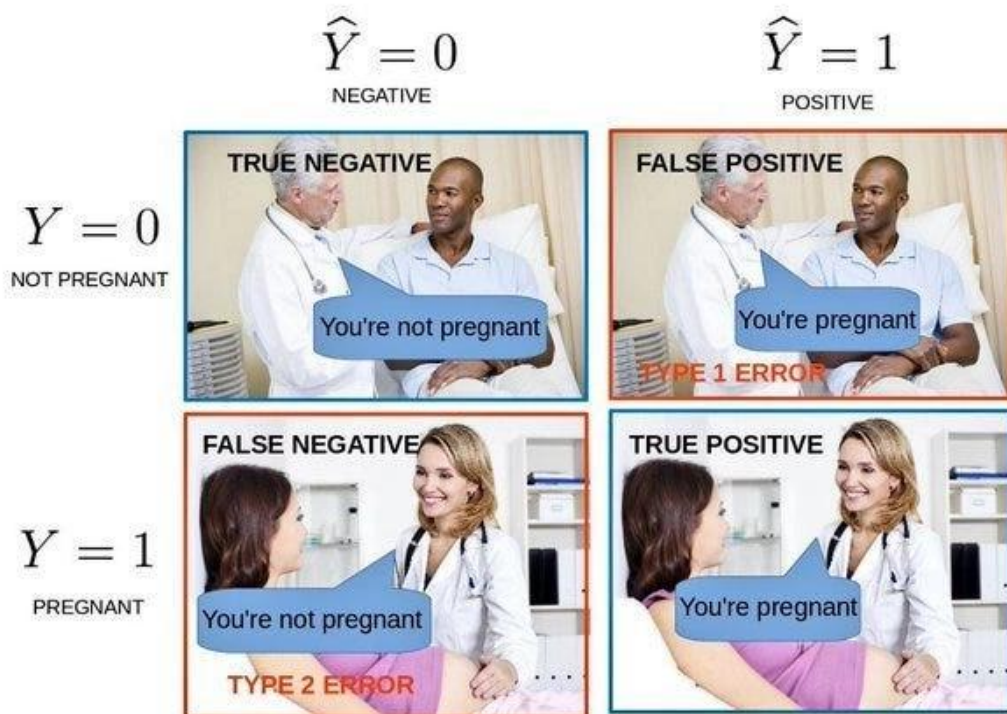 Ŷ = 0
NEGATIVE
Ŷ = 1
POSITIVE
Y = 0
NOT PREGNANT
TRUE NEGATIVE
You're not pregnant
FALSE POSITIVE
You're pregnant
TYPE 1 ERROR
Y = 1
PREGNANT
FALSE NEGATIVE
You're not pregnant
TYPE 2 ERROR
TRUE POSITIVE
You're pregnant